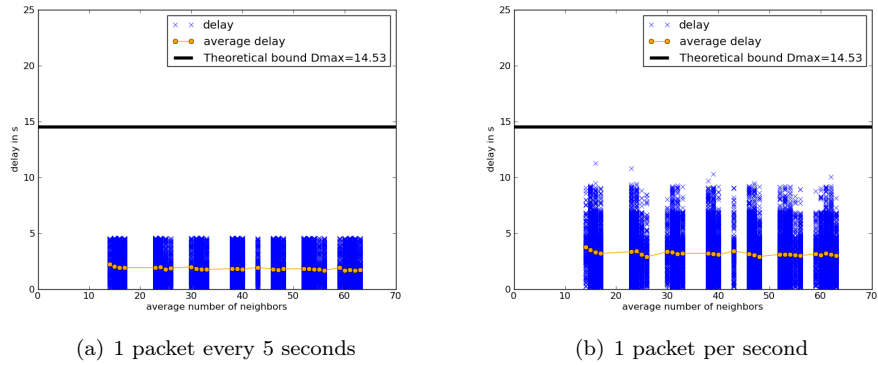 25
20
15
10
5
0
delay in s
delay
average delay
Theoretical bound Dmax=14.53
0 10 20 30 40 50 60 70
average number of neighbors
(a) 1 packet every 5 seconds
25
20
15
10
5
0
delay in s
delay
average delay
Theoretical bound Dmax=14.53
0 10 20 30 40 50 60 70
average number of neighbors
(b) 1 packet per second